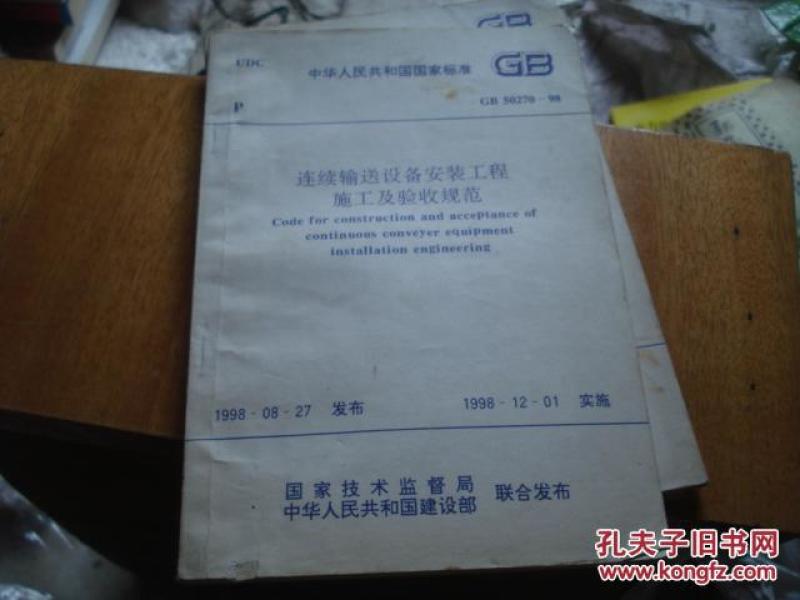 GB
UDC
中华人民共和国国家标准
GB
P
GB 50270-98
连续输送设备安装工程
施工及验收规范
Code for construction and acceptance of
continuous conveyer equipment
installation engineering
1998-08-27 发布
1998-12-01 实施
国家技术监督局
中华人民共和国建设部
联合发布
孔夫子旧书网
www.kongfz.com